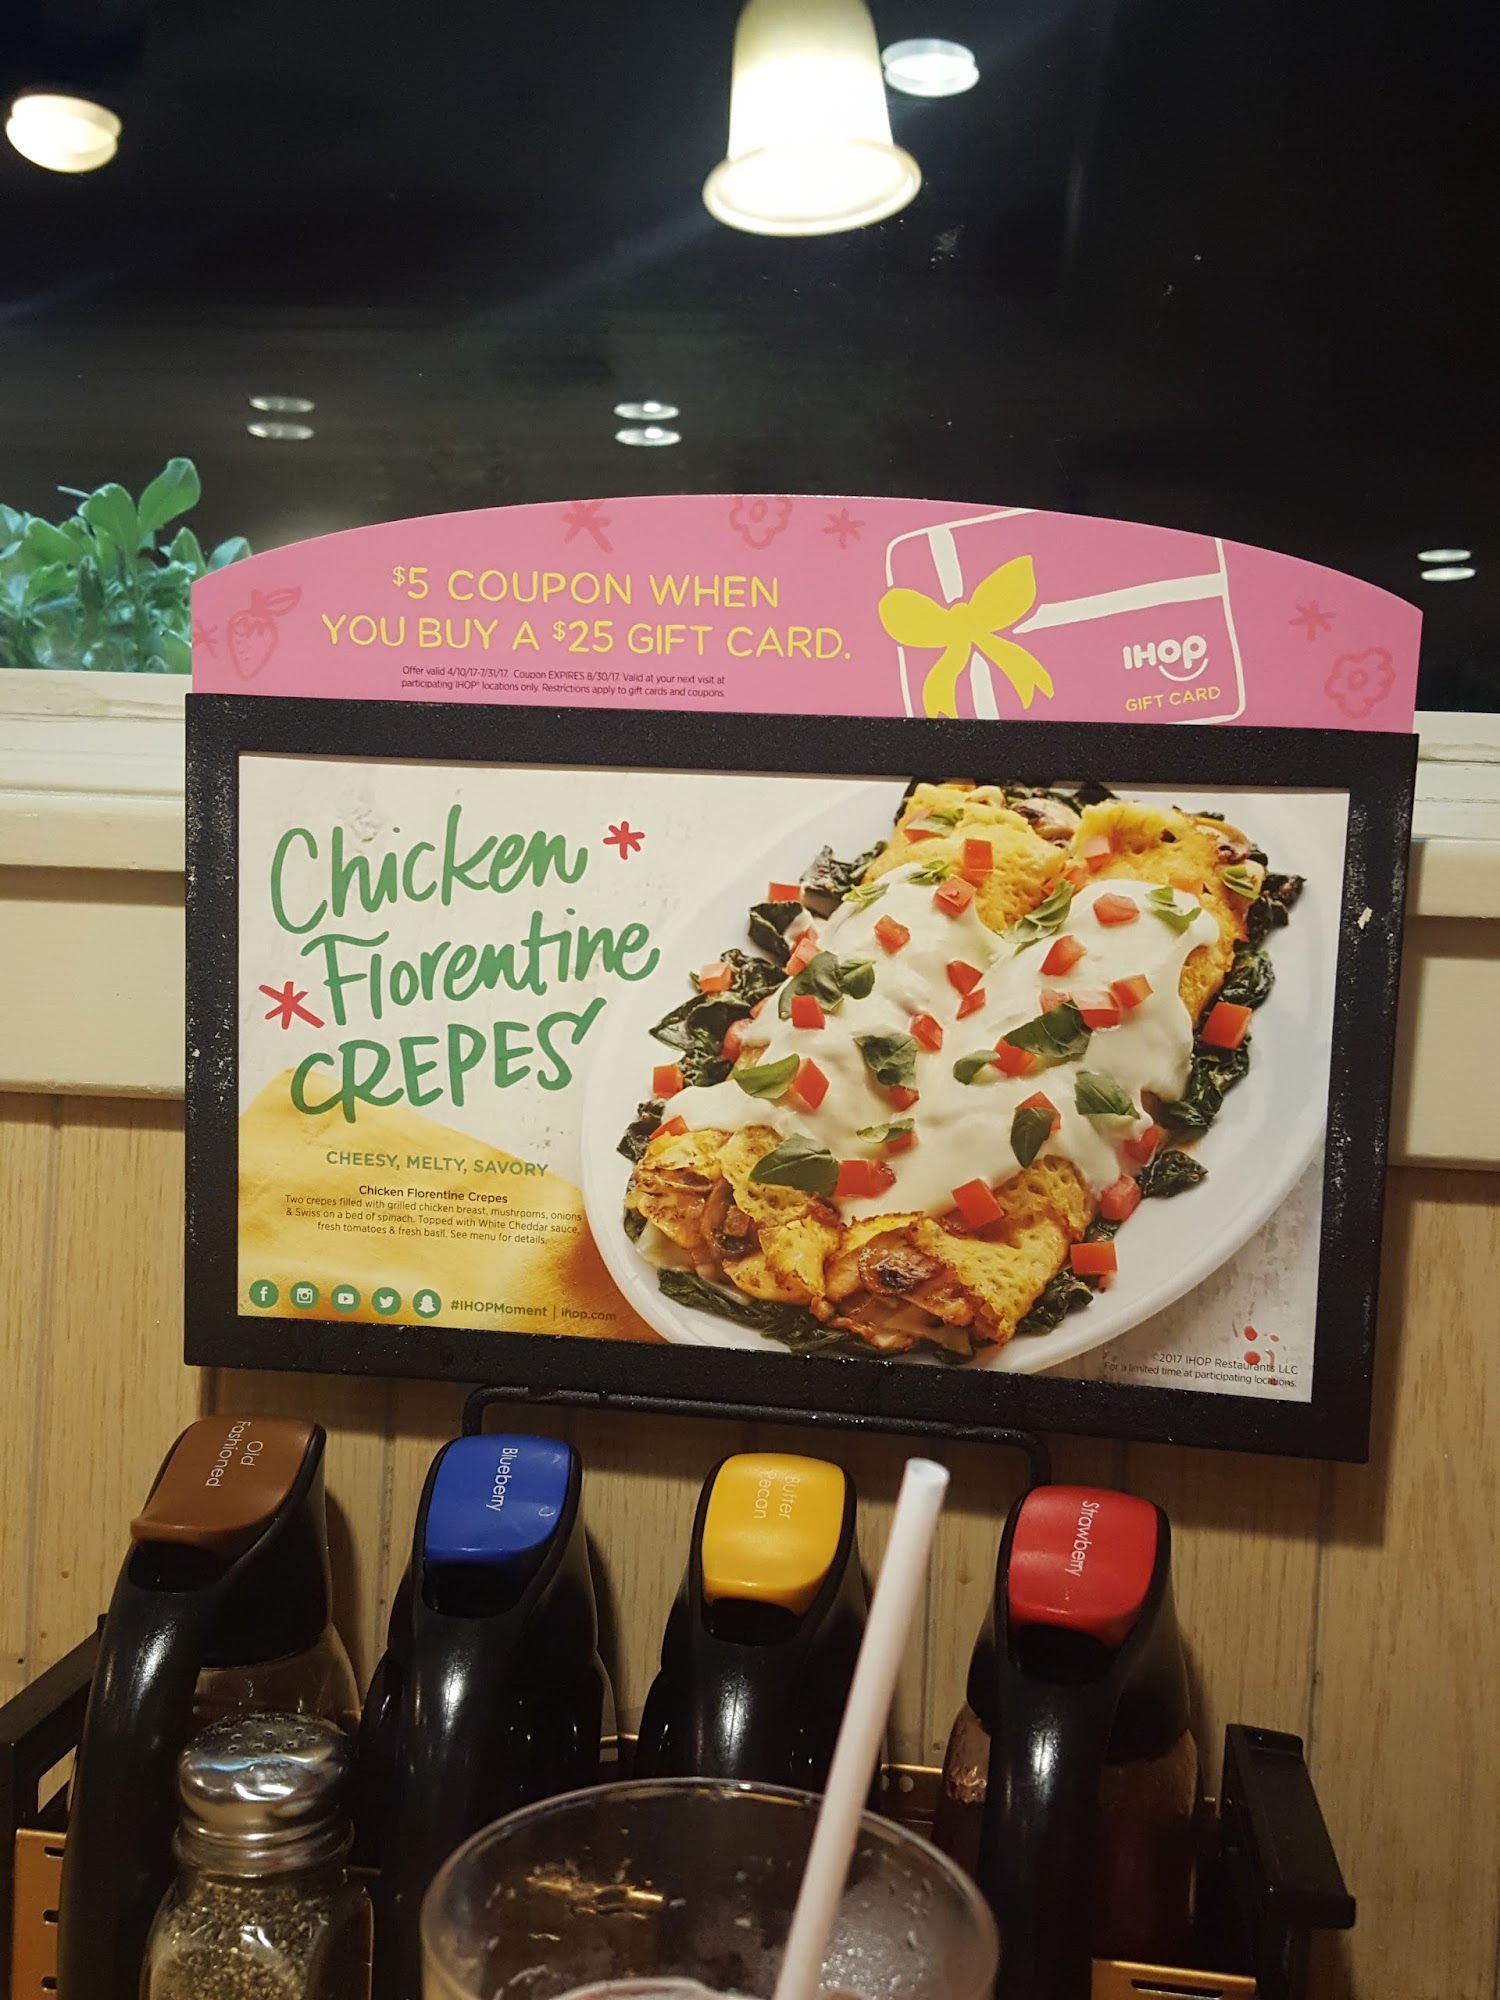 $5 COUPON WHEN
YOU BUY A $25 GIFT CARD.
Offer valid 4/10/17-7/31/17. Coupon EXPIRES 8/30/17. Valid at your next visit at
participating IHOP® locations only. Restrictions apply to gift cards and coupons.
IHOP
GIFT CARD
Chicken
Florentine
CREPES
CHEESY, MELTY, SAVORY
Chicken Florentine Crepes
Two crepes filled with grilled chicken breast, mushrooms, onions
& Swiss on a bed of spinach. Topped with White Cheddar sauce,
fresh tomatoes & fresh basil. See menu for details.
#IHOPMoment | ihop.com
©2017 IHOP Restaurants LLC
For a limited time at participating locations.
Old
Fashioned
Blueberry
Butter
Pecan
Strawberry